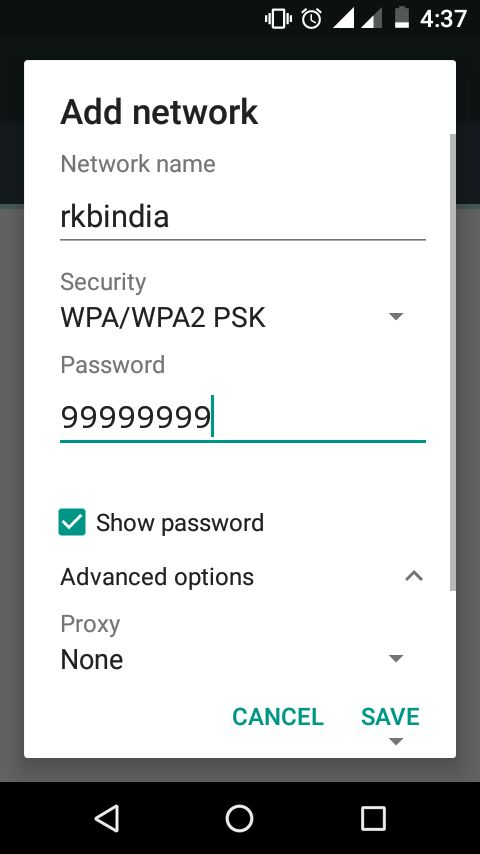 4:37
Add network
Network name
rkbindia
Security
WPA/WPA2 PSK
Password
99999999
Show password
Advanced options
Proxy
None
CANCEL SAVE